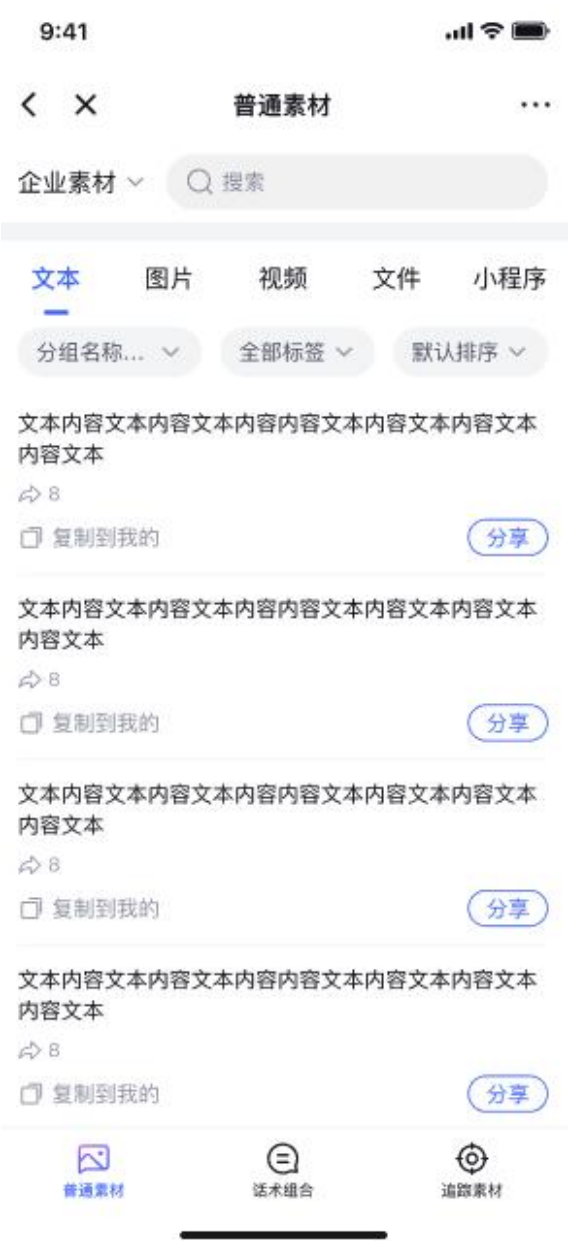 9:41
普通素材
企业素材 搜索
文本 图片 视频 文件 小程序
分组名称... 全部标签 默认排序
文本内容文本内容文本内容内容文本内容文本内容文本
内容文本
8
复制到我的 分享
文本内容文本内容文本内容内容文本内容文本内容文本
内容文本
8
复制到我的 分享
文本内容文本内容文本内容内容文本内容文本内容文本
内容文本
8
复制到我的 分享
文本内容文本内容文本内容内容文本内容文本内容文本
内容文本
8
复制到我的 分享
普通素材 话术组合 追踪素材